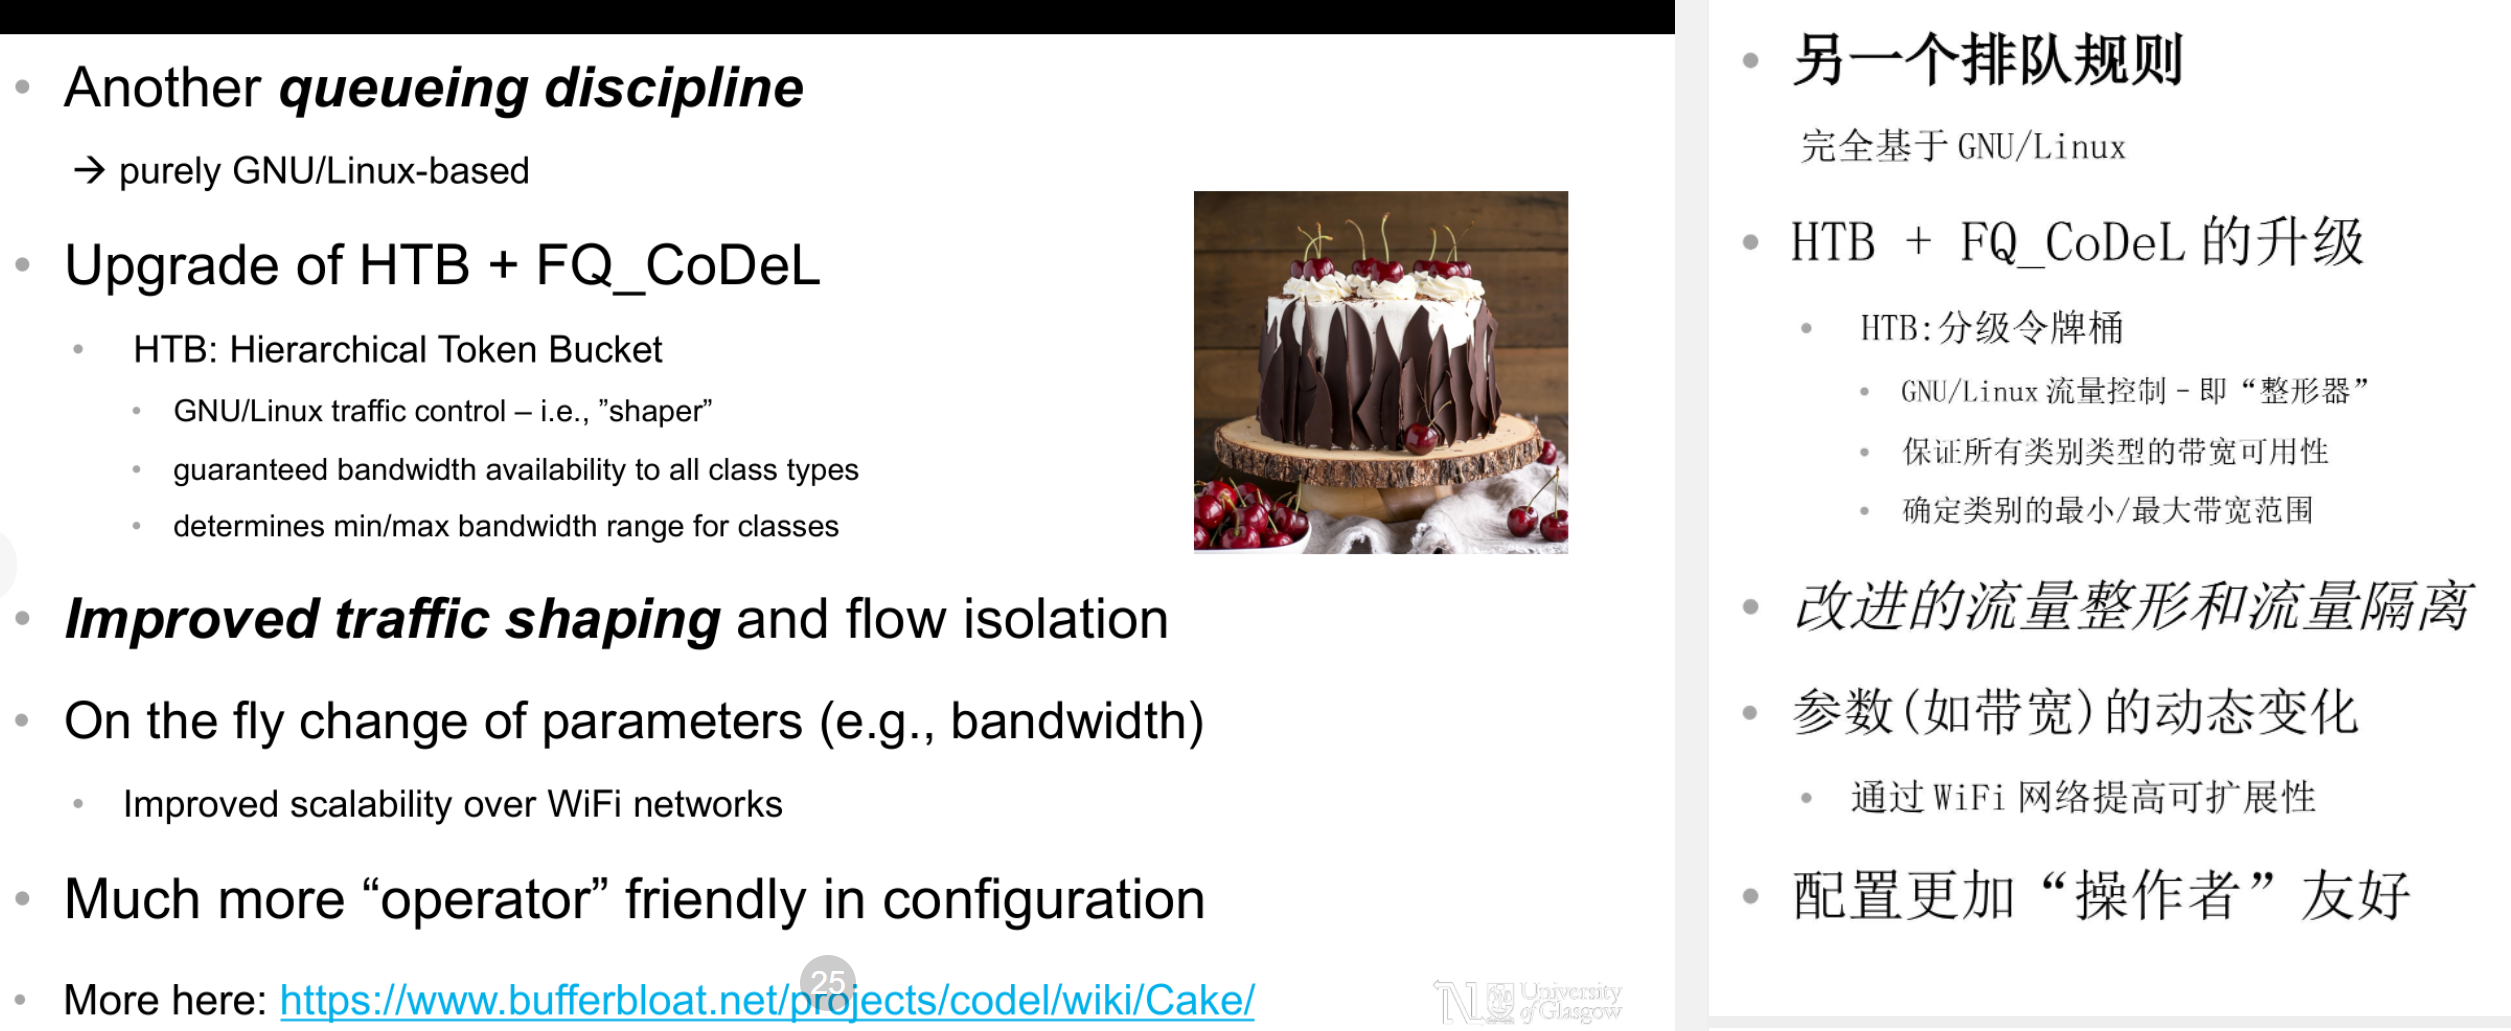 Another queueing discipline
→ purely GNU/Linux-based
Upgrade of HTB + FQ_CoDeL
HTB: Hierarchical Token Bucket
GNU/Linux traffic control – i.e., ”shaper”
guaranteed bandwidth availability to all class types
determines min/max bandwidth range for classes
Improved traffic shaping and flow isolation
On the fly change of parameters (e.g., bandwidth)
Improved scalability over WiFi networks
Much more “operator” friendly in configuration
More here: https://www.bufferbloat.net/projects/codel/wiki/Cake/
25
University
of Glasgow
另一个排队规则
完全基于 GNU/Linux
HTB + FQ_CoDeL 的升级
HTB:分级令牌桶
GNU/Linux 流量控制 – 即“整形器”
保证所有类别类型的带宽可用性
确定类别的最小/最大带宽范围
改进的流量整形和流量隔离
参数(如带宽)的动态变化
通过 WiFi 网络提高可扩展性
配置更加“操作者”友好